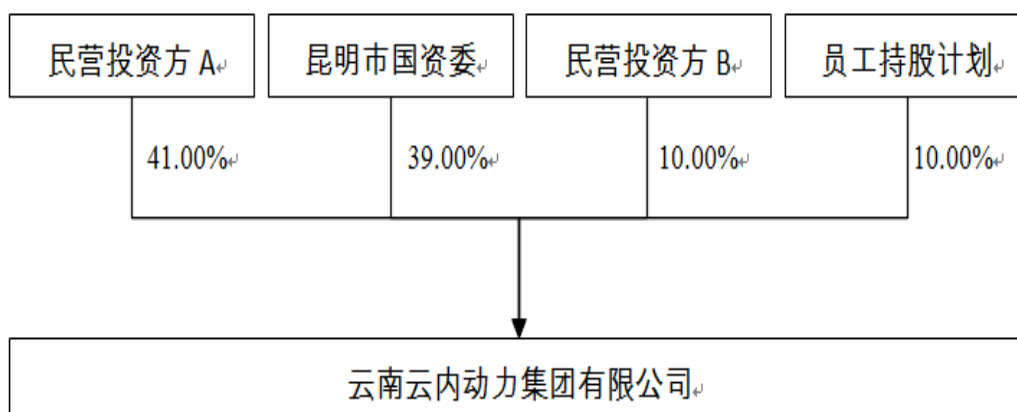 民营投资方 A
昆明市国资委
民营投资方 B
员工持股计划
41.00%
39.00%
10.00%
10.00%
云南云内动力集团有限公司